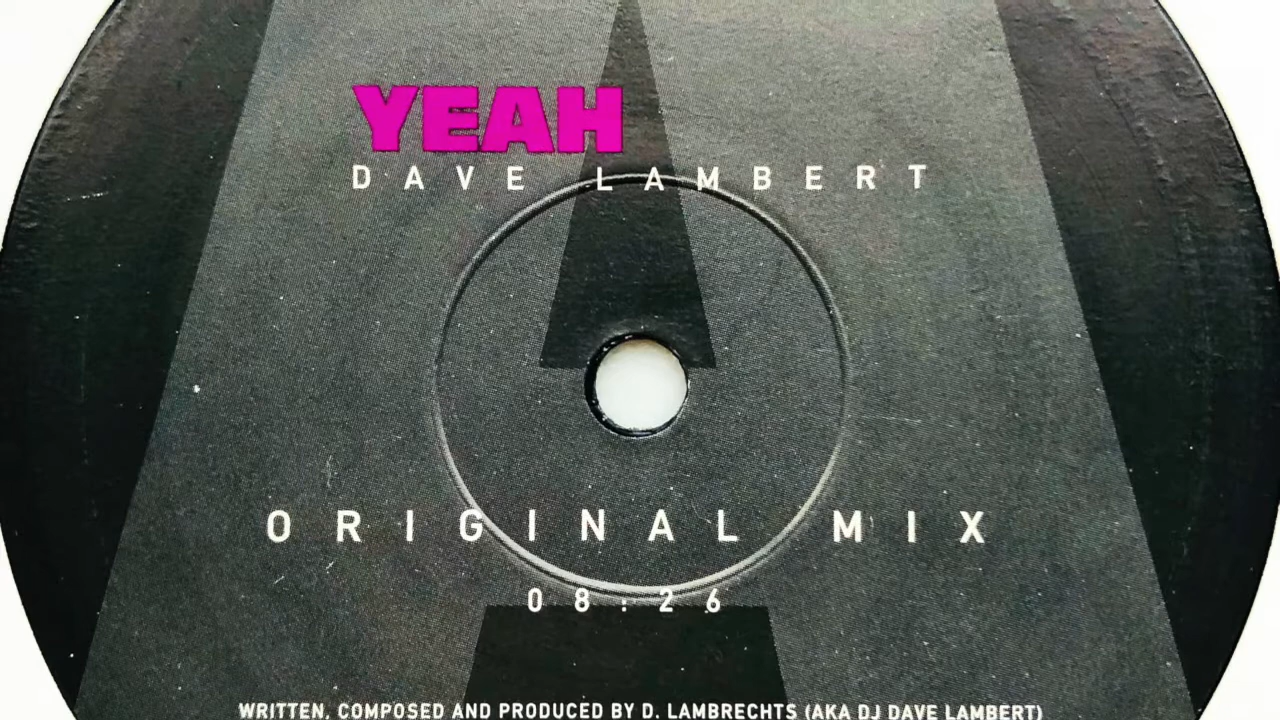 YEAH
DAVE LAMBERT
ORIGINAL MIX
08:26
WRITTEN, COMPOSED AND PRODUCED BY D. LAMBRECHTS (AKA DJ DAVE LAMBERT)